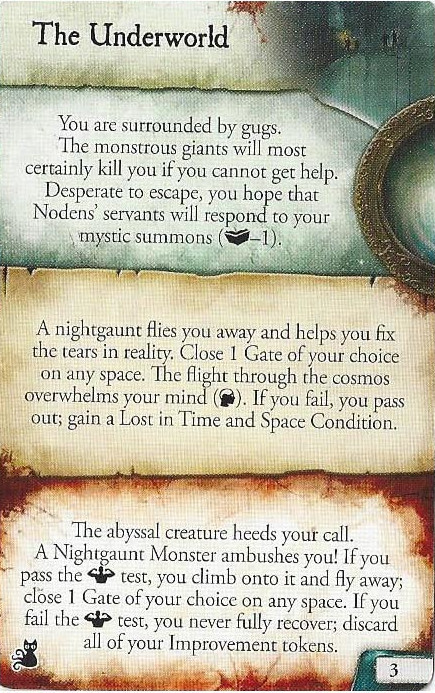 The Underworld
You are surrounded by gugs.
The monstrous giants will most
certainly kill you if you cannot get help.
Desperate to escape, you hope that
Nodens' servants will respond to your
mystic summons (–1).
A nightgaunt flies you away and helps you fix
the tears in reality. Close 1 Gate of your choice
on any space. The flight through the cosmos
overwhelms your mind (). If you fail, you pass
out; gain a Lost in Time and Space Condition.
The abyssal creature heeds your call.
A Nightgaunt Monster ambushes you! If you
pass the test, you climb onto it and fly away;
close 1 Gate of your choice on any space. If you
fail the test, you never fully recover; discard
all of your Improvement tokens.
3